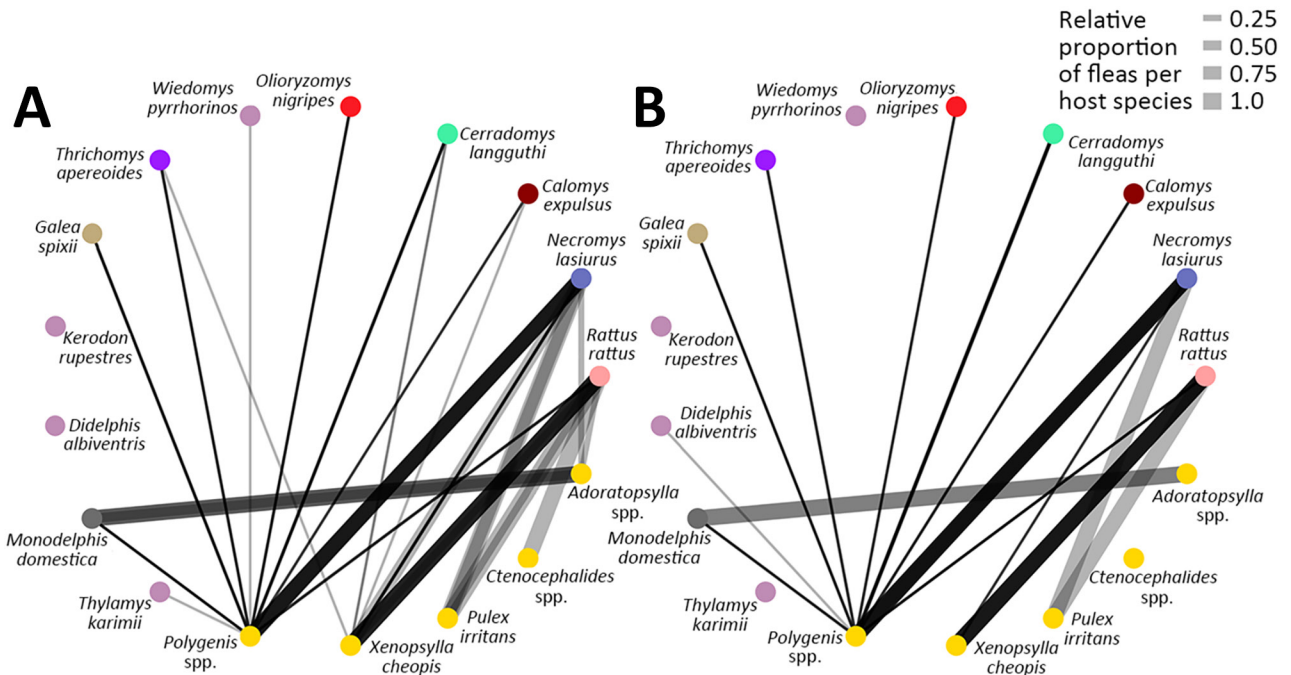 A
Wiedomys
pyrrhorinos
Olioryzomys
nigripes
Thrichomys
apereoides
Cerradomys
langguthi
Galea
spixii
Calomys
expulsus
Necromys
lasiurus
Kerodon
rupestres
Rattus
rattus
Didelphis
albiventris
Monodelphis
domestica
Adoratopsylla
spp.
Thylamys
karimii
Ctenocephalides
spp.
Polygenis
spp.
Xenopsylla
cheopis
Pulex
irritans
B
Relative
proportion
of fleas per
host species
0.25
0.50
0.75
1.0
Wiedomys
pyrrhorinos
Olioryzomys
nigripes
Thrichomys
apereoides
Cerradomys
langguthi
Galea
spixii
Calomys
expulsus
Necromys
lasiurus
Kerodon
rupestres
Rattus
rattus
Didelphis
albiventris
Monodelphis
domestica
Adoratopsylla
spp.
Thylamys
karimii
Ctenocephalides
spp.
Polygenis
spp.
Xenopsylla
cheopis
Pulex
irritans